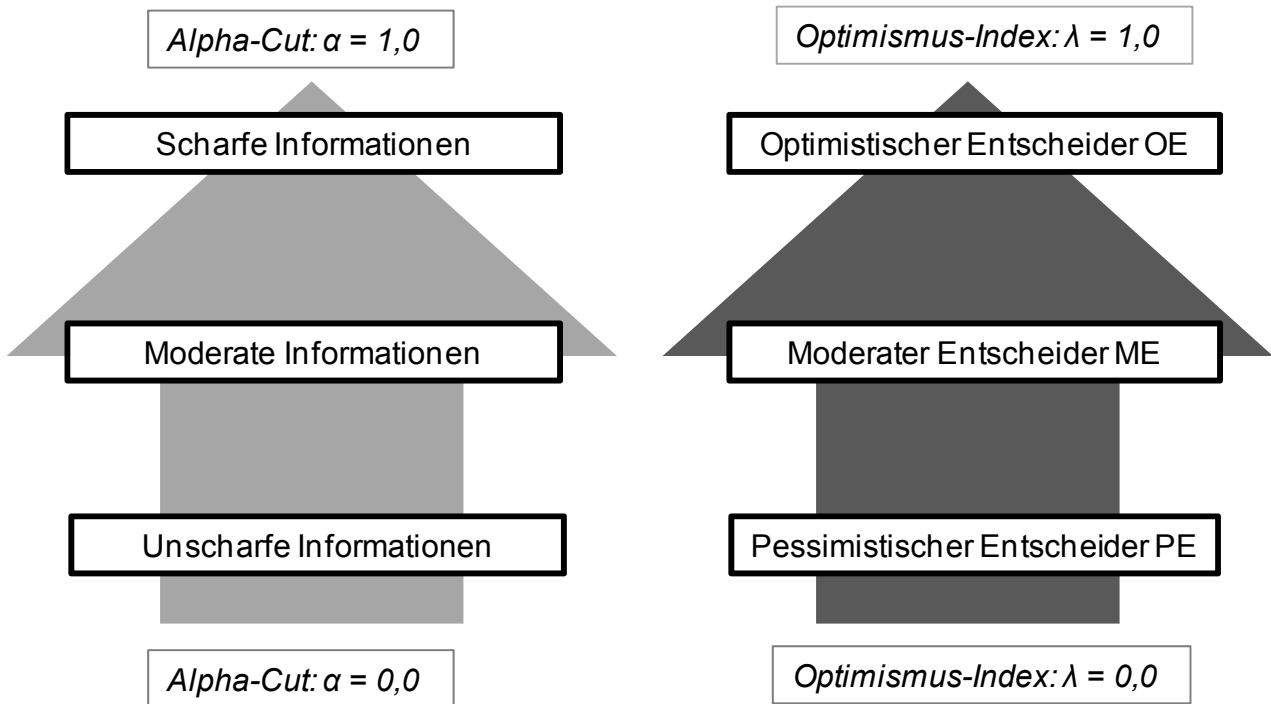 Alpha-Cut: α = 1,0
Scharfe Informationen
Moderate Informationen
Unscharfe Informationen
Alpha-Cut: α = 0,0
Optimismus-Index: λ = 1,0
Optimistischer Entscheider OE
Moderater Entscheider ME
Pessimistischer Entscheider PE
Optimismus-Index: λ = 0,0